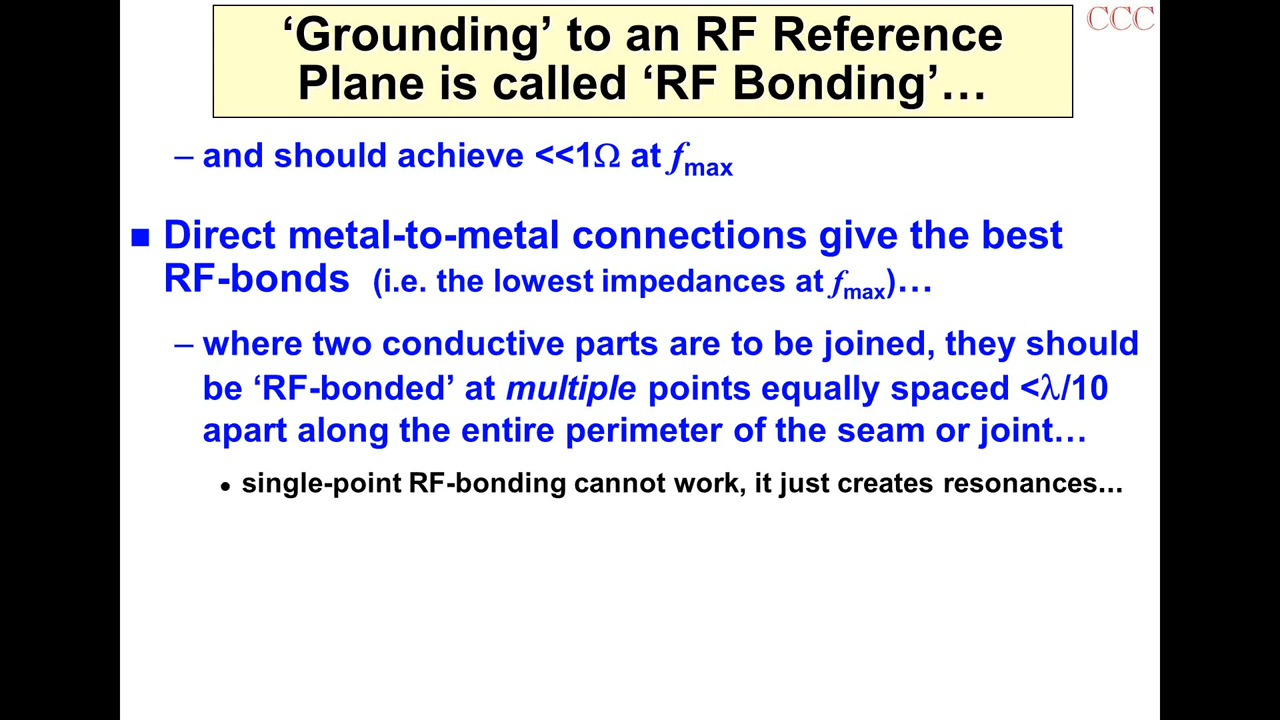 ‘Grounding’ to an RF Reference
Plane is called ‘RF Bonding’…
CCC
– and should achieve <<1Ω at fmax
■ Direct metal-to-metal connections give the best
RF-bonds (i.e. the lowest impedances at fmax)…
– where two conductive parts are to be joined, they should
be ‘RF-bonded’ at multiple points equally spaced <λ/10
apart along the entire perimeter of the seam or joint…
• single-point RF-bonding cannot work, it just creates resonances...